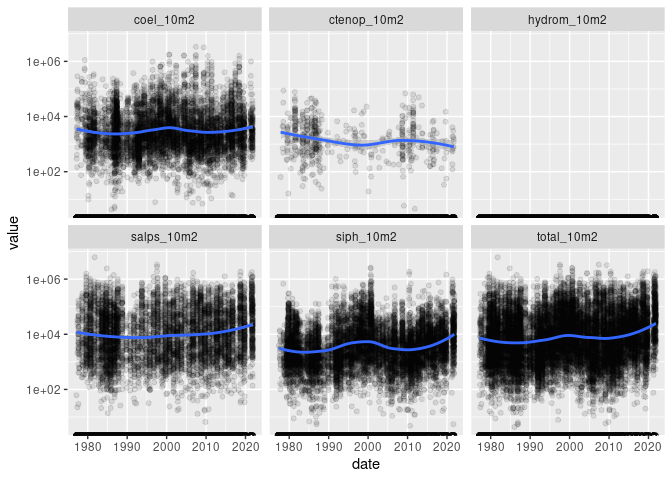 coel_10m2 ctenop_10m2 hydrom_10m2
1e+06
1e+04
1e+02
salps_10m2 siph_10m2 total_10m2
1e+06
1e+04
1e+02
1980 1990 2000 2010 2020 1980 1990 2000 2010 2020 1980 1990 2000 2010 2020
value
date